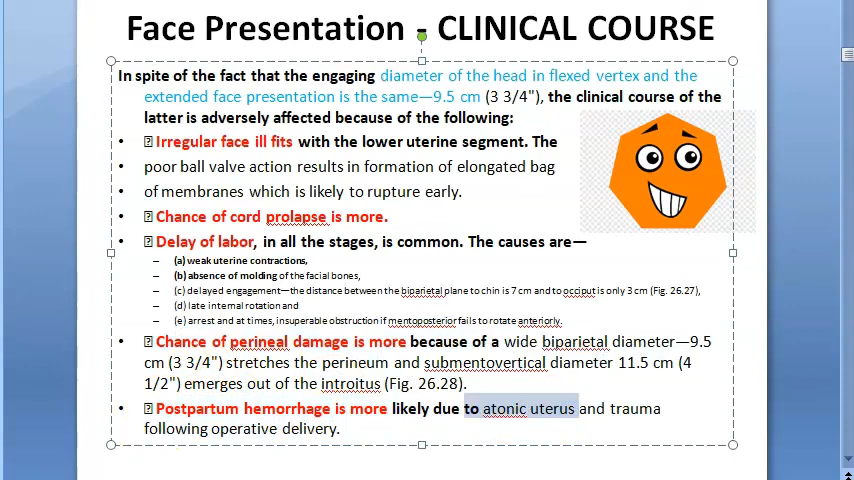 Face Presentation - CLINICAL COURSE
In spite of the fact that the engaging diameter of the head in flexed vertex and the
extended face presentation is the same—9.5 cm (3 3/4"), the clinical course of the
latter is adversely affected because of the following:
• Irregular face ill fits with the lower uterine segment. The
• poor ball valve action results in formation of elongated bag
• of membranes which is likely to rupture early.
• Chance of cord prolapse is more.
• Delay of labor, in all the stages, is common. The causes are—
– (a) weak uterine contractions,
– (b) absence of molding of the facial bones,
– (c) delayed engagement—the distance between the biparietal plane to chin is 7 cm and to occiput is only 3 cm (Fig. 26.27),
– (d) late internal rotation and
– (e) arrest and at times, insuperable obstruction if mentoposterior fails to rotate anteriorly.
• Chance of perineal damage is more because of a wide biparietal diameter—9.5
cm (3 3/4") stretches the perineum and submentovertical diameter 11.5 cm (4
1/2") emerges out of the introitus (Fig. 26.28).
• Postpartum hemorrhage is more likely due to atonic uterus and trauma
following operative delivery.